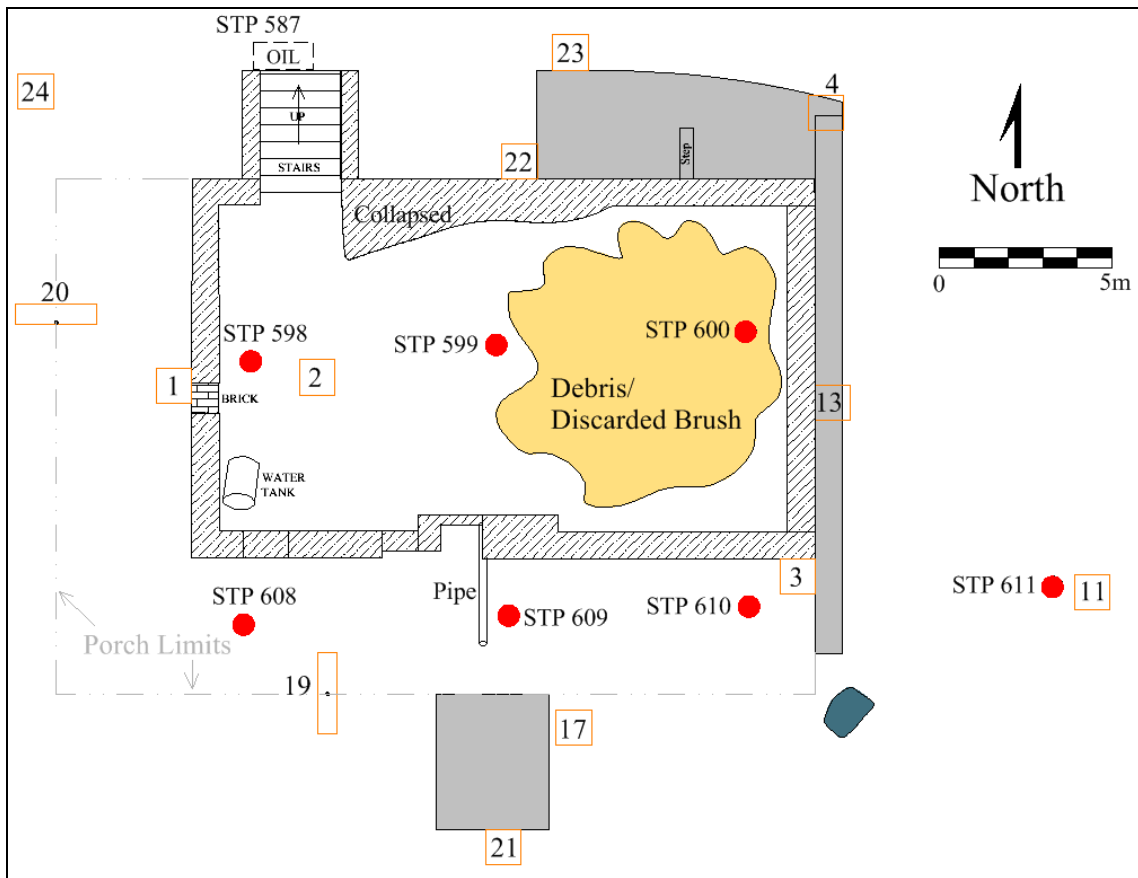 STP 587
OIL
23
24
4
UP
STAIRS
22
Step
North
Collapsed
0
5m
20
STP 598
STP 599
STP 600
1
2
BRICK
Debris/
Discarded Brush
13
WATER
TANK
3
STP 608
Pipe
STP 609
STP 610
STP 611
11
Porch Limits
19
17
21